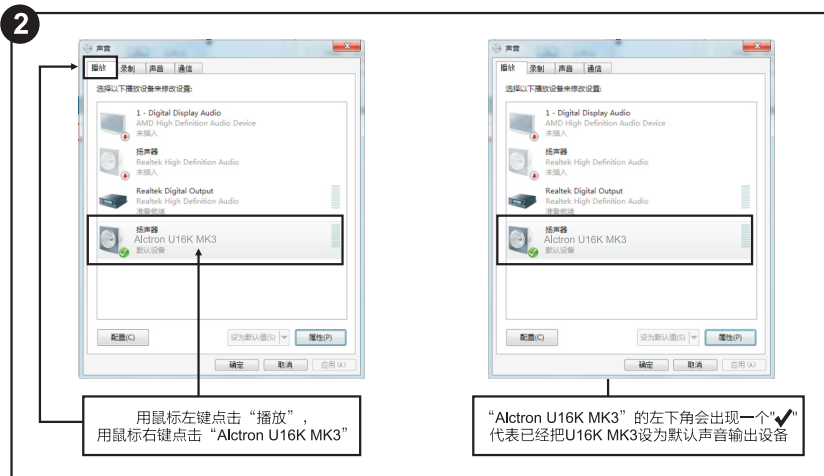 2
声音
播放 录制 声音 通信
选择以下播放设备来修改设置:
1 - Digital Display Audio
AMD High Definition Audio Device
未插入
扬声器
Realtek High Definition Audio
未插入
Realtek Digital Output
Realtek High Definition Audio
准备就绪
扬声器
Alctron U16K MK3
默认设备
配置(C) 设为默认值(S) 属性(P)
确定 取消 应用(A)
用鼠标左键点击“播放”,
用鼠标右键点击“Alctron U16K MK3”
声音
播放 录制 声音 通信
选择以下播放设备来修改设置:
1 - Digital Display Audio
AMD High Definition Audio Device
未插入
扬声器
Realtek High Definition Audio
未插入
Realtek Digital Output
Realtek High Definition Audio
准备就绪
扬声器
Alctron U16K MK3
默认设备
配置(C) 设为默认值(S) 属性(P)
确定 取消 应用(A)
“Alctron U16K MK3”的左下角会出现一个"✔"
代表已经把U16K MK3设为默认声音输出设备